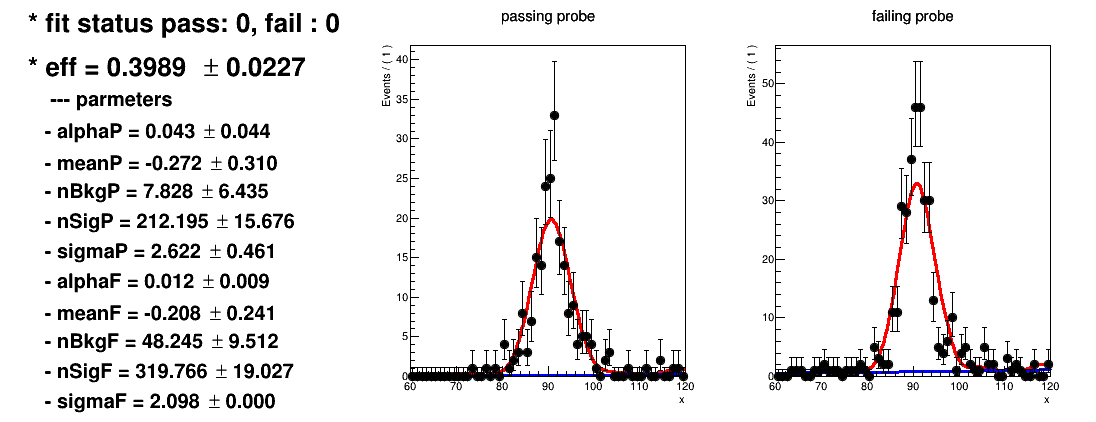 * fit status pass: 0, fail : 0
* eff = 0.3989 ± 0.0227
--- parmeters
- alphaP = 0.043 ± 0.044
- meanP = -0.272 ± 0.310
- nBkgP = 7.828 ± 6.435
- nSigP = 212.195 ± 15.676
- sigmaP = 2.622 ± 0.461
- alphaF = 0.012 ± 0.009
- meanF = -0.208 ± 0.241
- nBkgF = 48.245 ± 9.512
- nSigF = 319.766 ± 19.027
- sigmaF = 2.098 ± 0.000
passing probe
Events / ( 1 )
40
35
30
25
20
15
10
5
0
60 70 80 90 100 110 120
x
failing probe
Events / ( 1 )
50
40
30
20
10
0
60 70 80 90 100 110 120
x